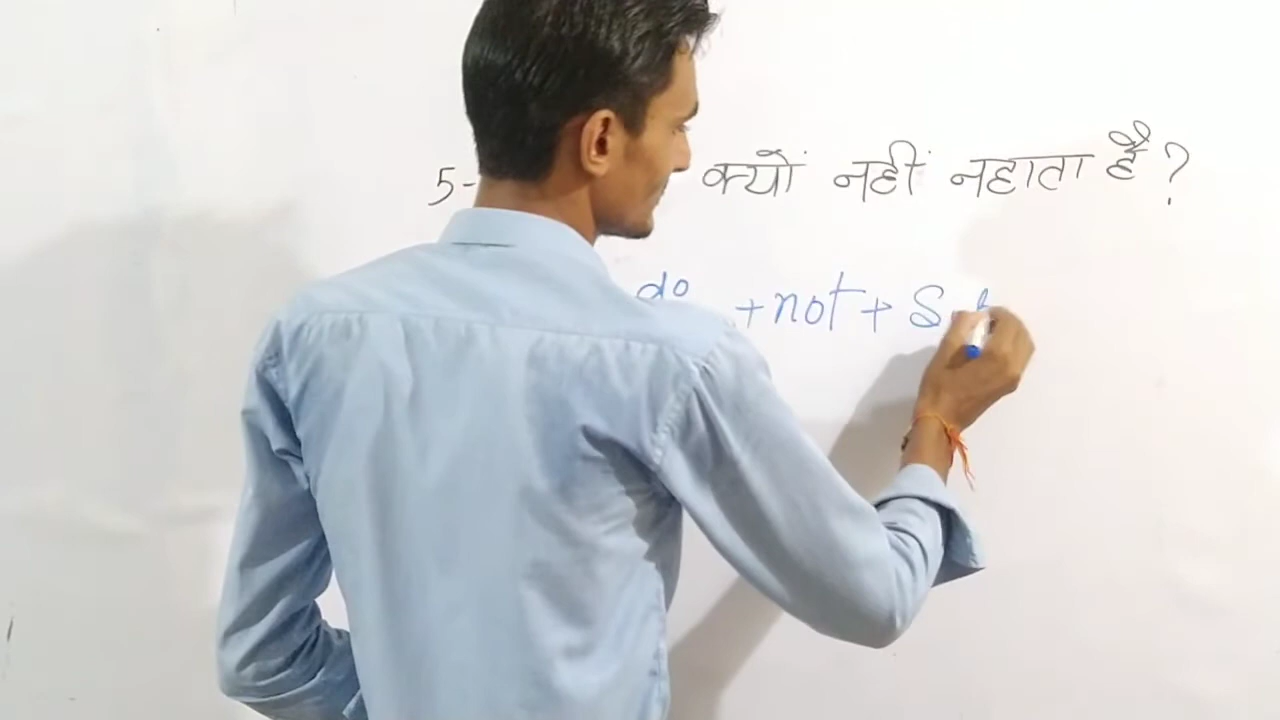 5- क्यों नहीं नहाता है?
do + not + S